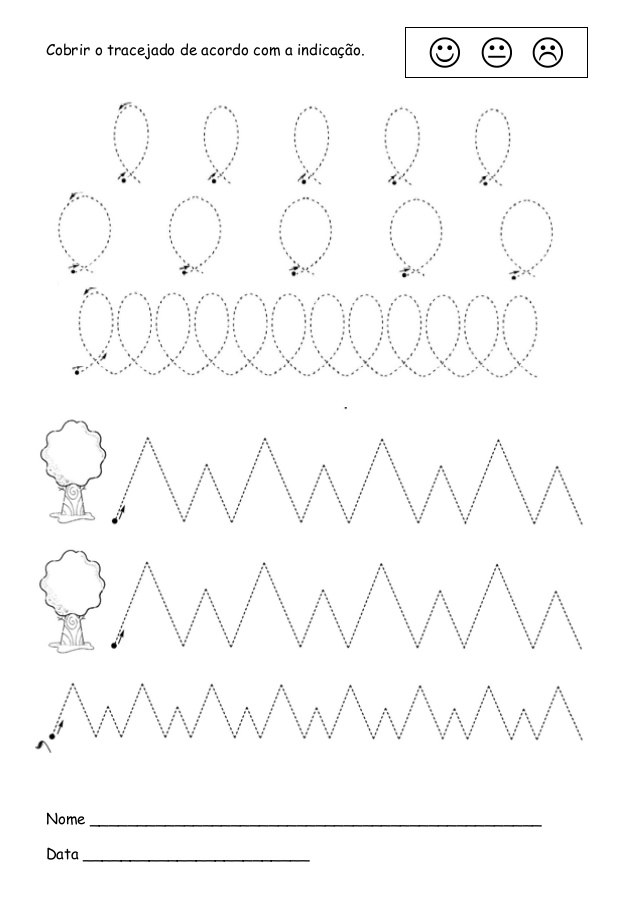 Cobrir o tracejado de acordo com a indicação.
Nome
Data